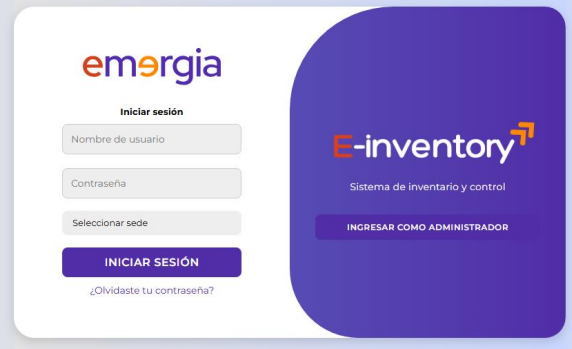 emergia
Iniciar sesión
Nombre de usuario
Contraseña
Seleccionar sede
INICIAR SESIÓN
¿Olvidaste tu contraseña?
E-inventory
Sistema de inventario y control
INGRESAR COMO ADMINISTRADOR